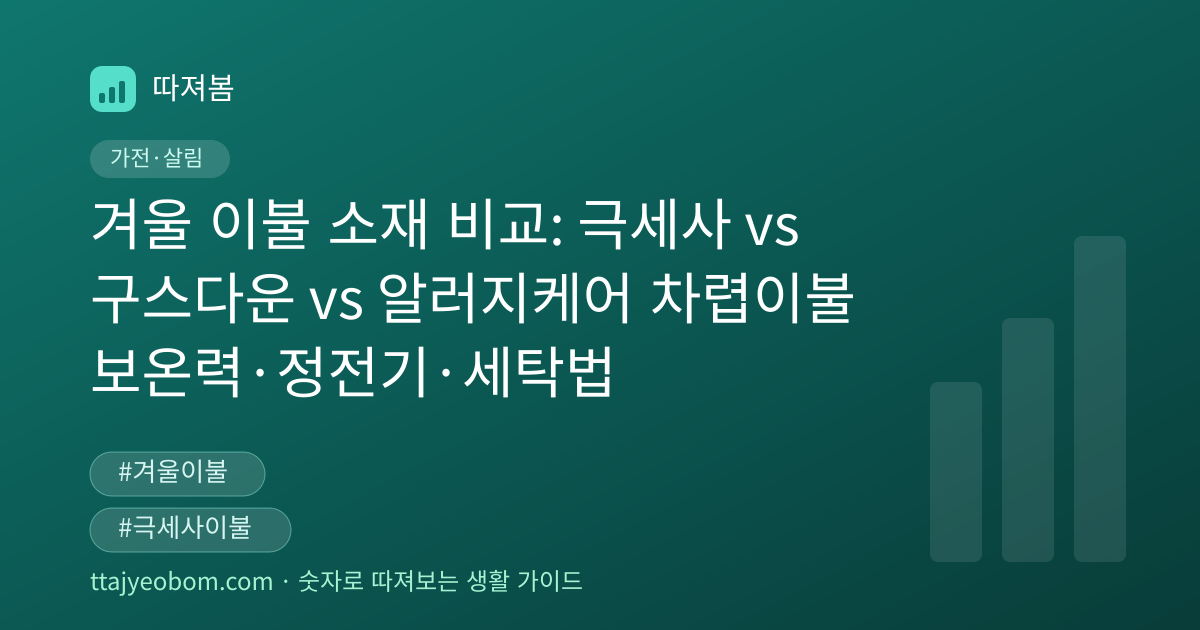 따져봄
가전·살림
겨울 이불 소재 비교: 극세사 vs
구스다운 vs 알러지케어 차렵이불
보온력·정전기·세탁법
#겨울이불
#극세사이불
ttajyeobom.com · 숫자로 따져보는 생활 가이드